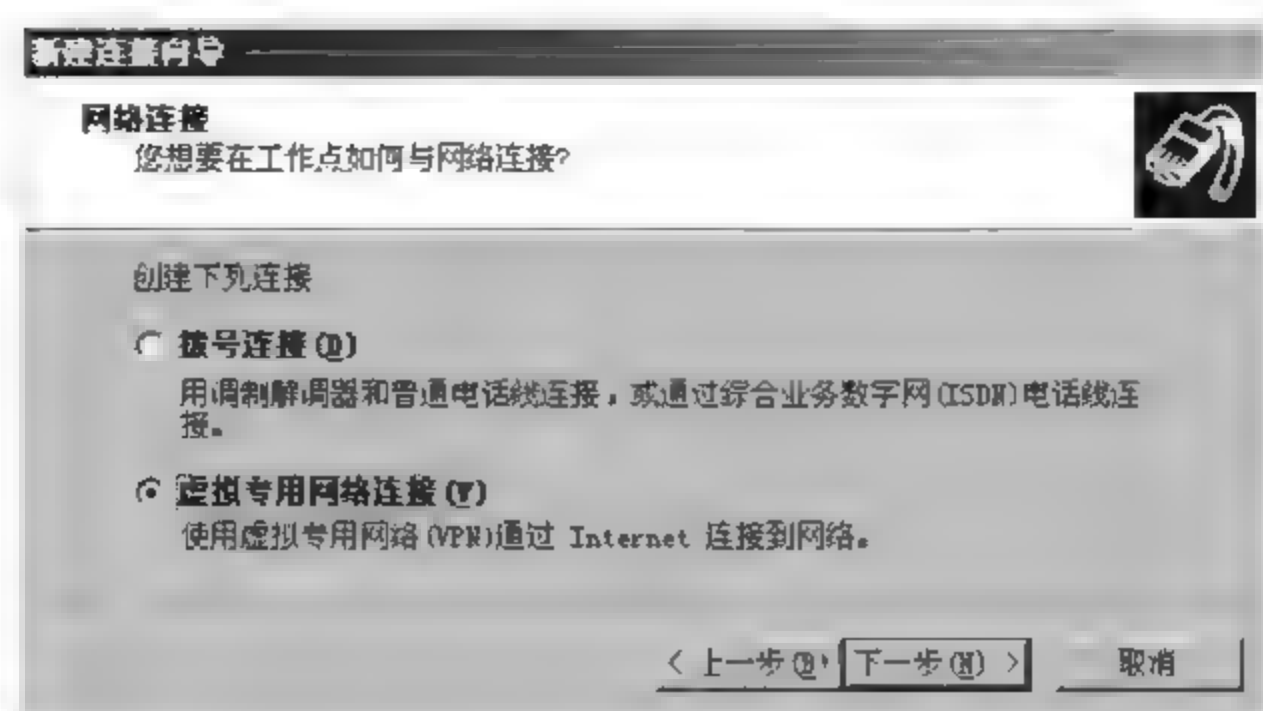 新建连接向导
网络连接
您想要在工作点如何与网络连接?
创建下列连接
拨号连接(D)
用调制解调器和普通电话线连接，或通过综合业务数字网(ISDN)电话线连
接。
虚拟专用网络连接(V)
使用虚拟专用网络(VPN)通过 Internet 连接到网络。
< 上一步(B) 下一步(N) > 取消